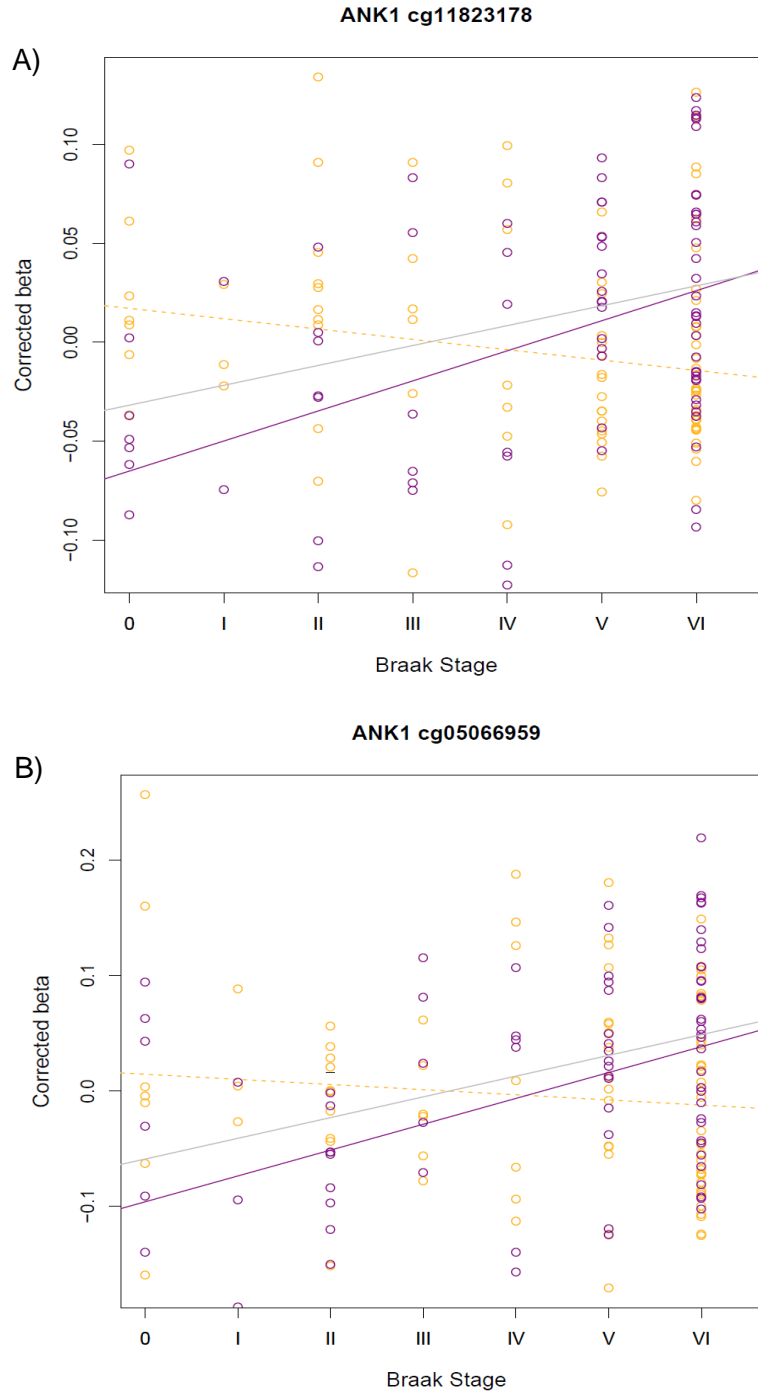 ANK1 cg11823178
A)
0.10
0.05
0.00
−0.05
−0.10
Corrected beta
0 I II III IV V VI
Braak Stage
ANK1 cg05066959
B)
0.2
0.1
0.0
−0.1
Corrected beta
0 I II III IV V VI
Braak Stage